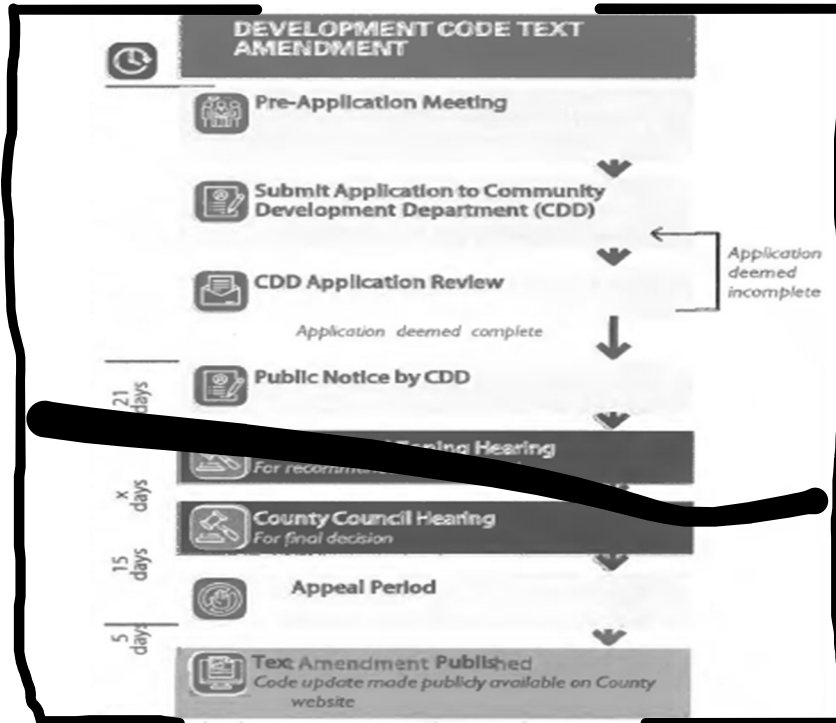 DEVELOPMENT CODE TEXT
AMENDMENT
Pre-Application Meeting
Submit Application to Community
Development Department (CDD)
Application
deemed
incomplete
CDD Application Review
Application deemed complete
21
days
Public Notice by CDD
Hearing
For
x
days
County Council Hearing
For final decision
15
days
Appeal Period
5
days
Text Amendment Published
Code update made publicly available on County
website